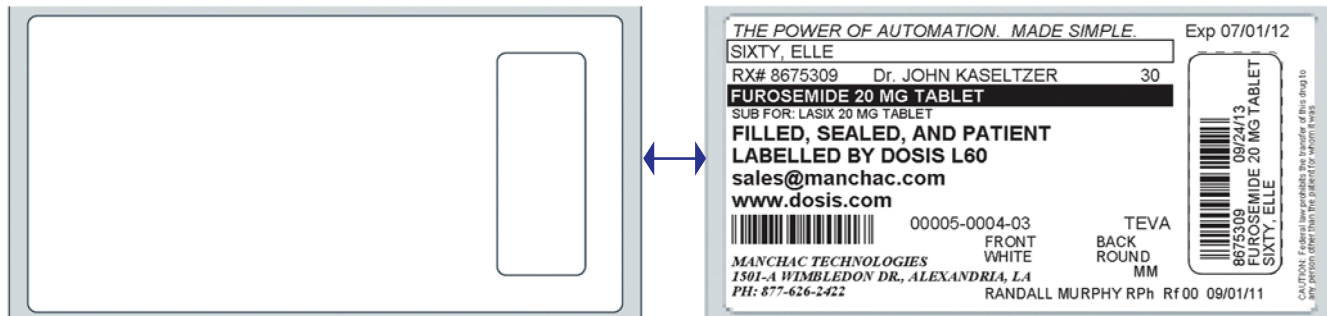 THE POWER OF AUTOMATION. MADE SIMPLE.
Exp 07/01/12
SIXTY, ELLE
RX# 8675309 Dr. JOHN KASELTZER 30
FUROSEMIDE 20 MG TABLET
SUB FOR: LASIX 20 MG TABLET
FILLED, SEALED, AND PATIENT
LABELLED BY DOSIS L60
sales@manchac.com
www.dosis.com
00005-0004-03 TEVA
FRONT BACK
WHITE ROUND
MM
MANCHAC TECHNOLOGIES
1501-A WIMBLEDON DR., ALEXANDRIA, LA
PH: 877-626-2422
RANDALL MURPHY RPh Rf 00 09/01/11
8675309 09/24/13
FUROSEMIDE 20 MG TABLET
SIXTY, ELLE
CAUTION: Federal law prohibits the transfer of this drug to
any person other than the patient for whom it was